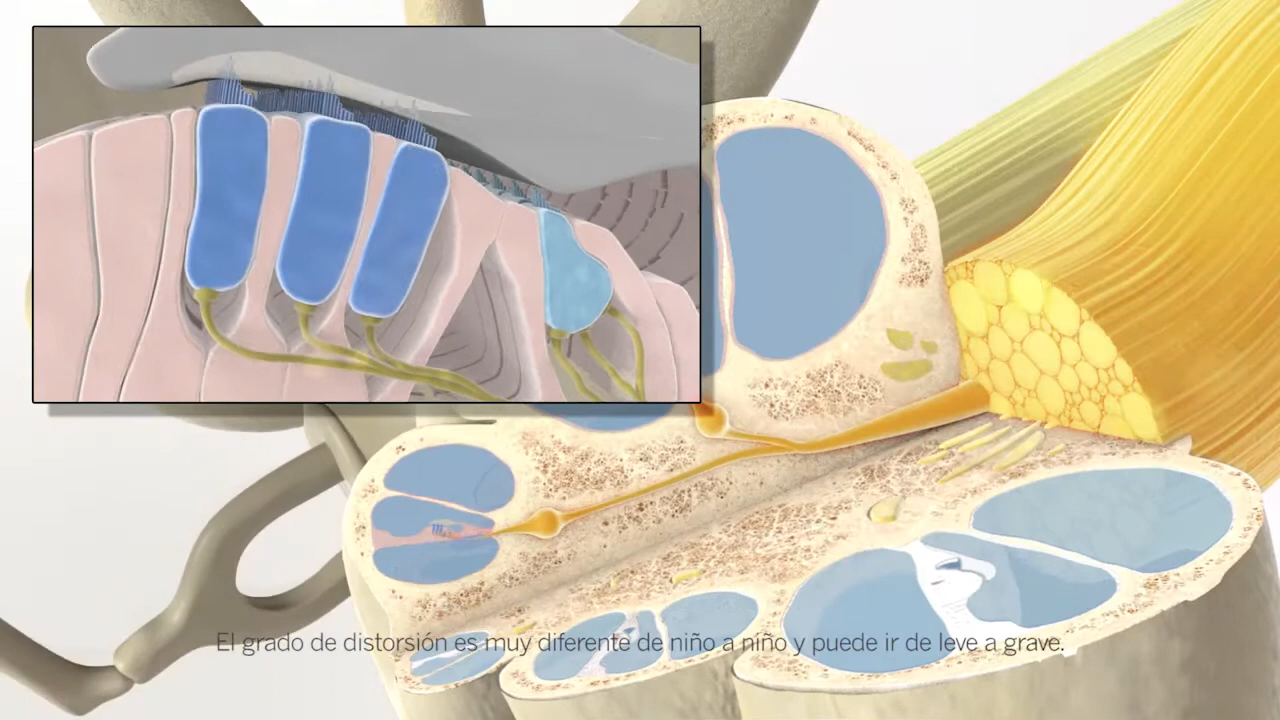 El grado de distorsión es muy diferente de niño a niño y puede ir de leve a grave.